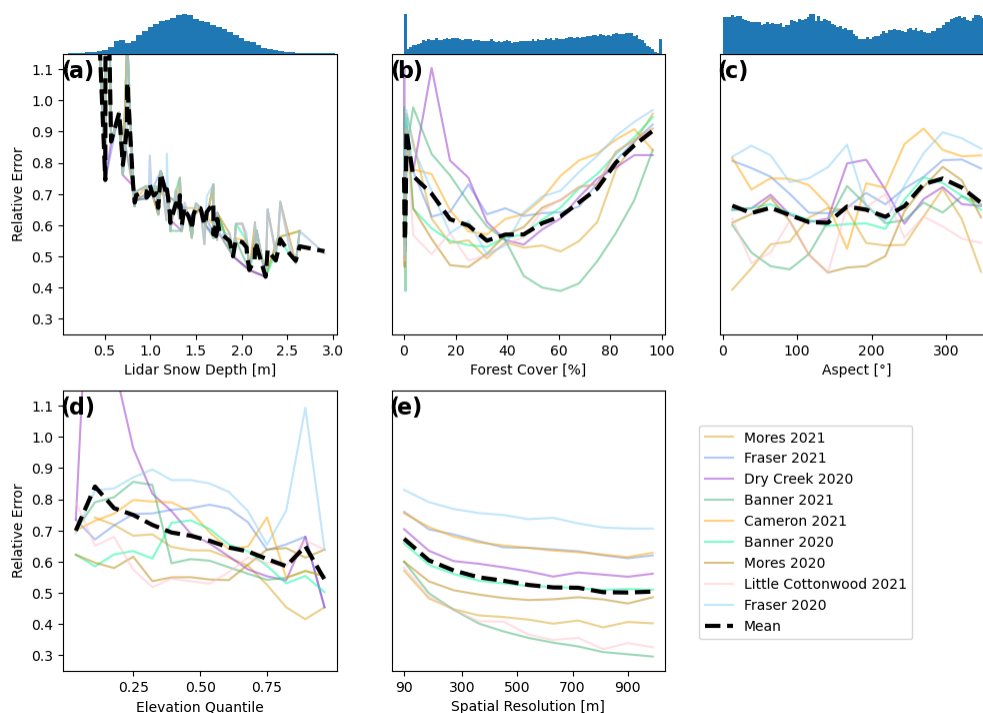 (a)
(b)
(c)
1.1
1.0
0.9
0.8
0.7
0.6
0.5
0.4
0.3
Relative Error
0.5 1.0 1.5 2.0 2.5 3.0
Lidar Snow Depth [m]
0 20 40 60 80 100
Forest Cover [%]
0 100 200 300
Aspect [°]
(d)
(e)
1.1
1.0
0.9
0.8
0.7
0.6
0.5
0.4
0.3
Relative Error
0.25 0.50 0.75
Elevation Quantile
90 300 500 700 900
Spatial Resolution [m]
Mores 2021
Fraser 2021
Dry Creek 2020
Banner 2021
Cameron 2021
Banner 2020
Mores 2020
Little Cottonwood 2021
Fraser 2020
Mean